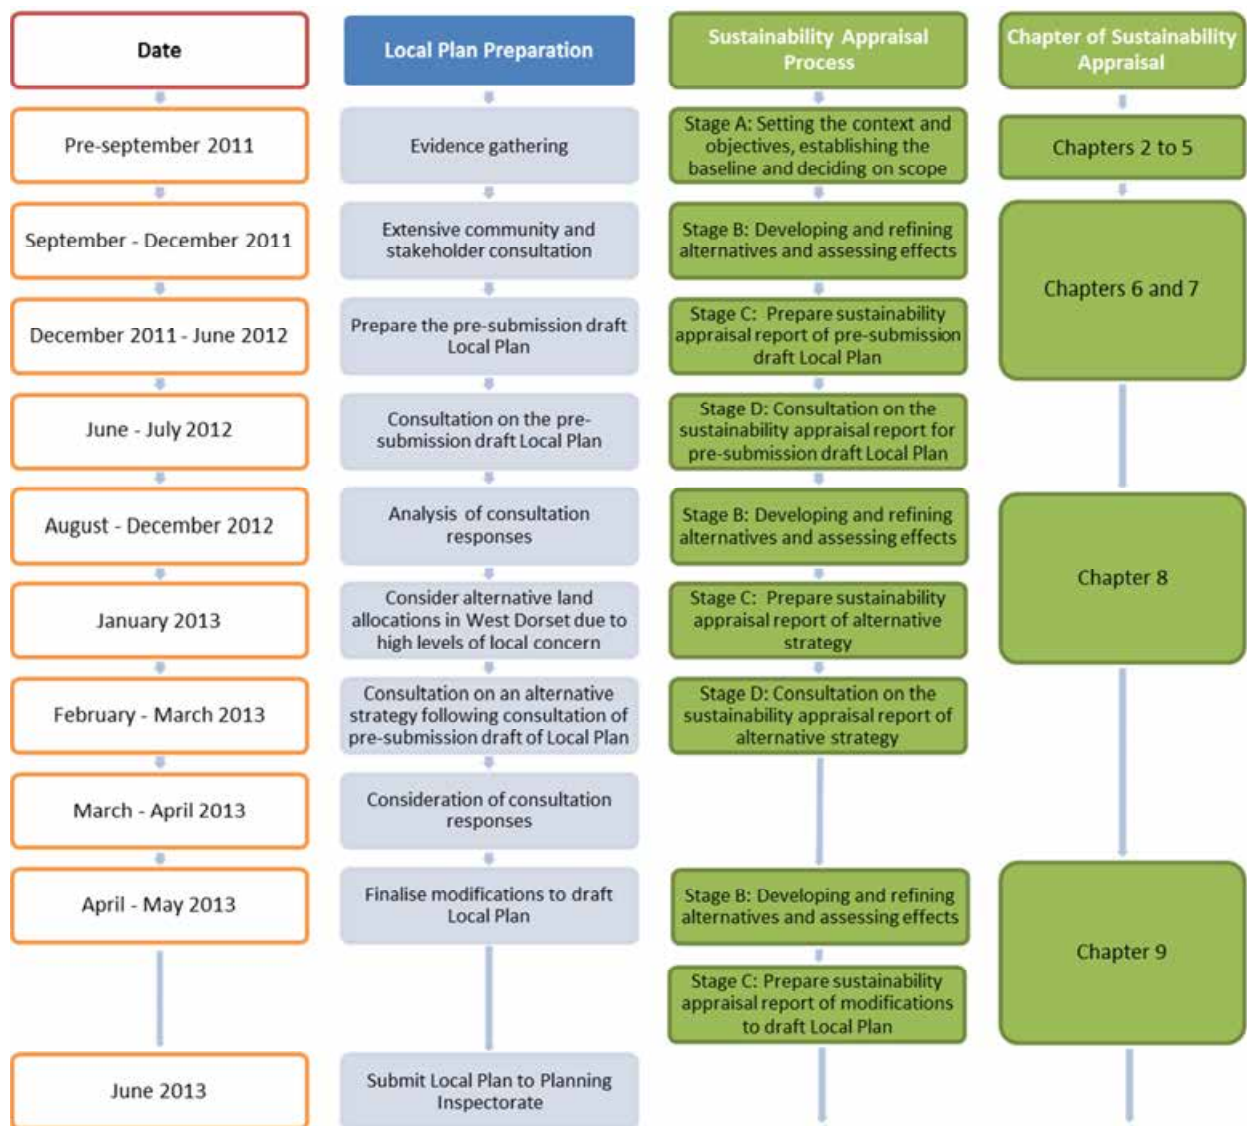 Date
Local Plan Preparation
Sustainability Appraisal
Process
Chapter of Sustainability
Appraisal
Pre-september 2011
Evidence gathering
Stage A: Setting the context and
objectives, establishing the
baseline and deciding on scope
Chapters 2 to 5
September - December 2011
Extensive community and
stakeholder consultation
Stage B: Developing and refining
alternatives and assessing effects
Chapters 6 and 7
December 2011 - June 2012
Prepare the pre-submission draft
Local Plan
Stage C: Prepare sustainability
appraisal report of pre-submission
draft Local Plan
June - July 2012
Consultation on the pre-
submission draft Local Plan
Stage D: Consultation on the
sustainability appraisal report for
pre-submission draft Local Plan
August - December 2012
Analysis of consultation
responses
Stage B: Developing and refining
alternatives and assessing effects
Chapter 8
January 2013
Consider alternative land
allocations in West Dorset due to
high levels of local concern
Stage C: Prepare sustainability
appraisal report of alternative
strategy
February - March 2013
Consultation on an alternative
strategy following consultation of
pre-submission draft of Local Plan
Stage D: Consultation on the
sustainability appraisal report of
alternative strategy
March - April 2013
Consideration of consultation
responses
April - May 2013
Finalise modifications to draft
Local Plan
Stage B: Developing and refining
alternatives and assessing effects
Chapter 9
Stage C: Prepare sustainability
appraisal report of modifications
to draft Local Plan
June 2013
Submit Local Plan to Planning
Inspectorate